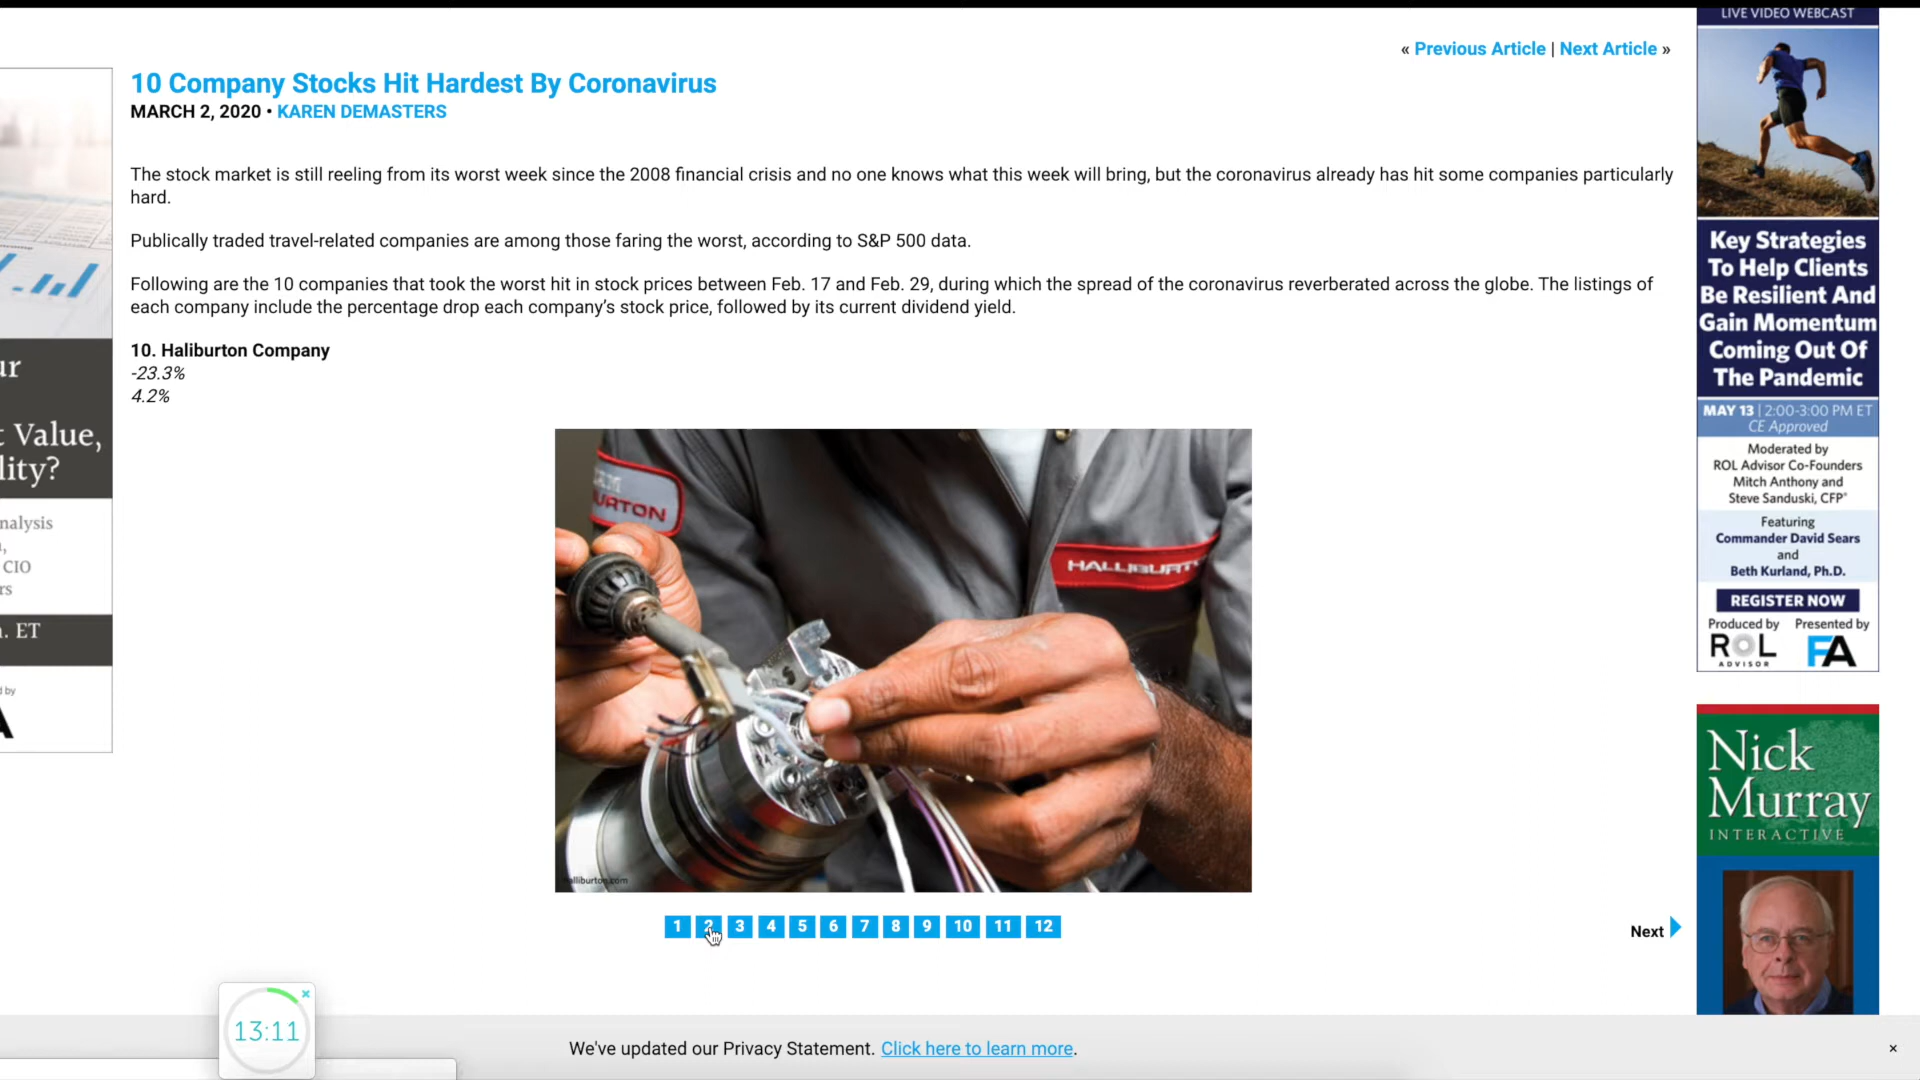 LIVE VIDEO WEBCAST
« Previous Article | Next Article »
10 Company Stocks Hit Hardest By Coronavirus
MARCH 2, 2020 • KAREN DEMASTERS
The stock market is still reeling from its worst week since the 2008 financial crisis and no one knows what this week will bring, but the coronavirus already has hit some companies particularly
hard.
Publically traded travel-related companies are among those faring the worst, according to S&P 500 data.
Following are the 10 companies that took the worst hit in stock prices between Feb. 17 and Feb. 29, during which the spread of the coronavirus reverberated across the globe. The listings of
each company include the percentage drop each company's stock price, followed by its current dividend yield.
10. Haliburton Company
-23.3%
4.2%
URTON
HALLIBURT
alliburton.com
1 2 3 4 5 6 7 8 9 10 11 12
Next
ur
t Value,
lity?
nalysis
CIO
rs
. ET
d by
A
Key Strategies
To Help Clients
Be Resilient And
Gain Momentum
Coming Out Of
The Pandemic
MAY 13 | 2:00-3:00 PM ET
CE Approved
Moderated by
ROL Advisor Co-Founders
Mitch Anthony and
Steve Sanduski, CFP®
Featuring
Commander David Sears
and
Beth Kurland, Ph.D.
REGISTER NOW
Produced by Presented by
ROL FA
ADVISOR
Nick
Murray
INTERACTIVE
13:11
×
We've updated our Privacy Statement. Click here to learn more.
×